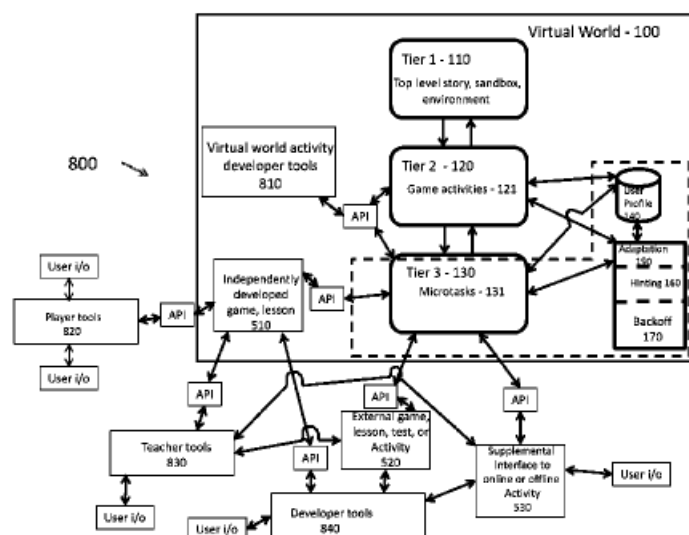 Virtual World - 100
Tier 1 - 110
Top level story, sandbox,
environment
800
Virtual world activity
developer tools
810
Tier 2 - 120
Game activities - 121
User
Profile
140
API
Adaptation
190
Hinting 160
Backoff
170
Tier 3 - 130
Microtasks - 131
User i/o
Independently
developed
game, lesson
510
API
Player tools
820
API
User i/o
API
API
API
Teacher tools
830
API
External game,
lesson, test, or
Activity
520
Supplemental
Interface to
online or offline
Activity
530
User i/o
User i/o
User i/o
Developer tools
840